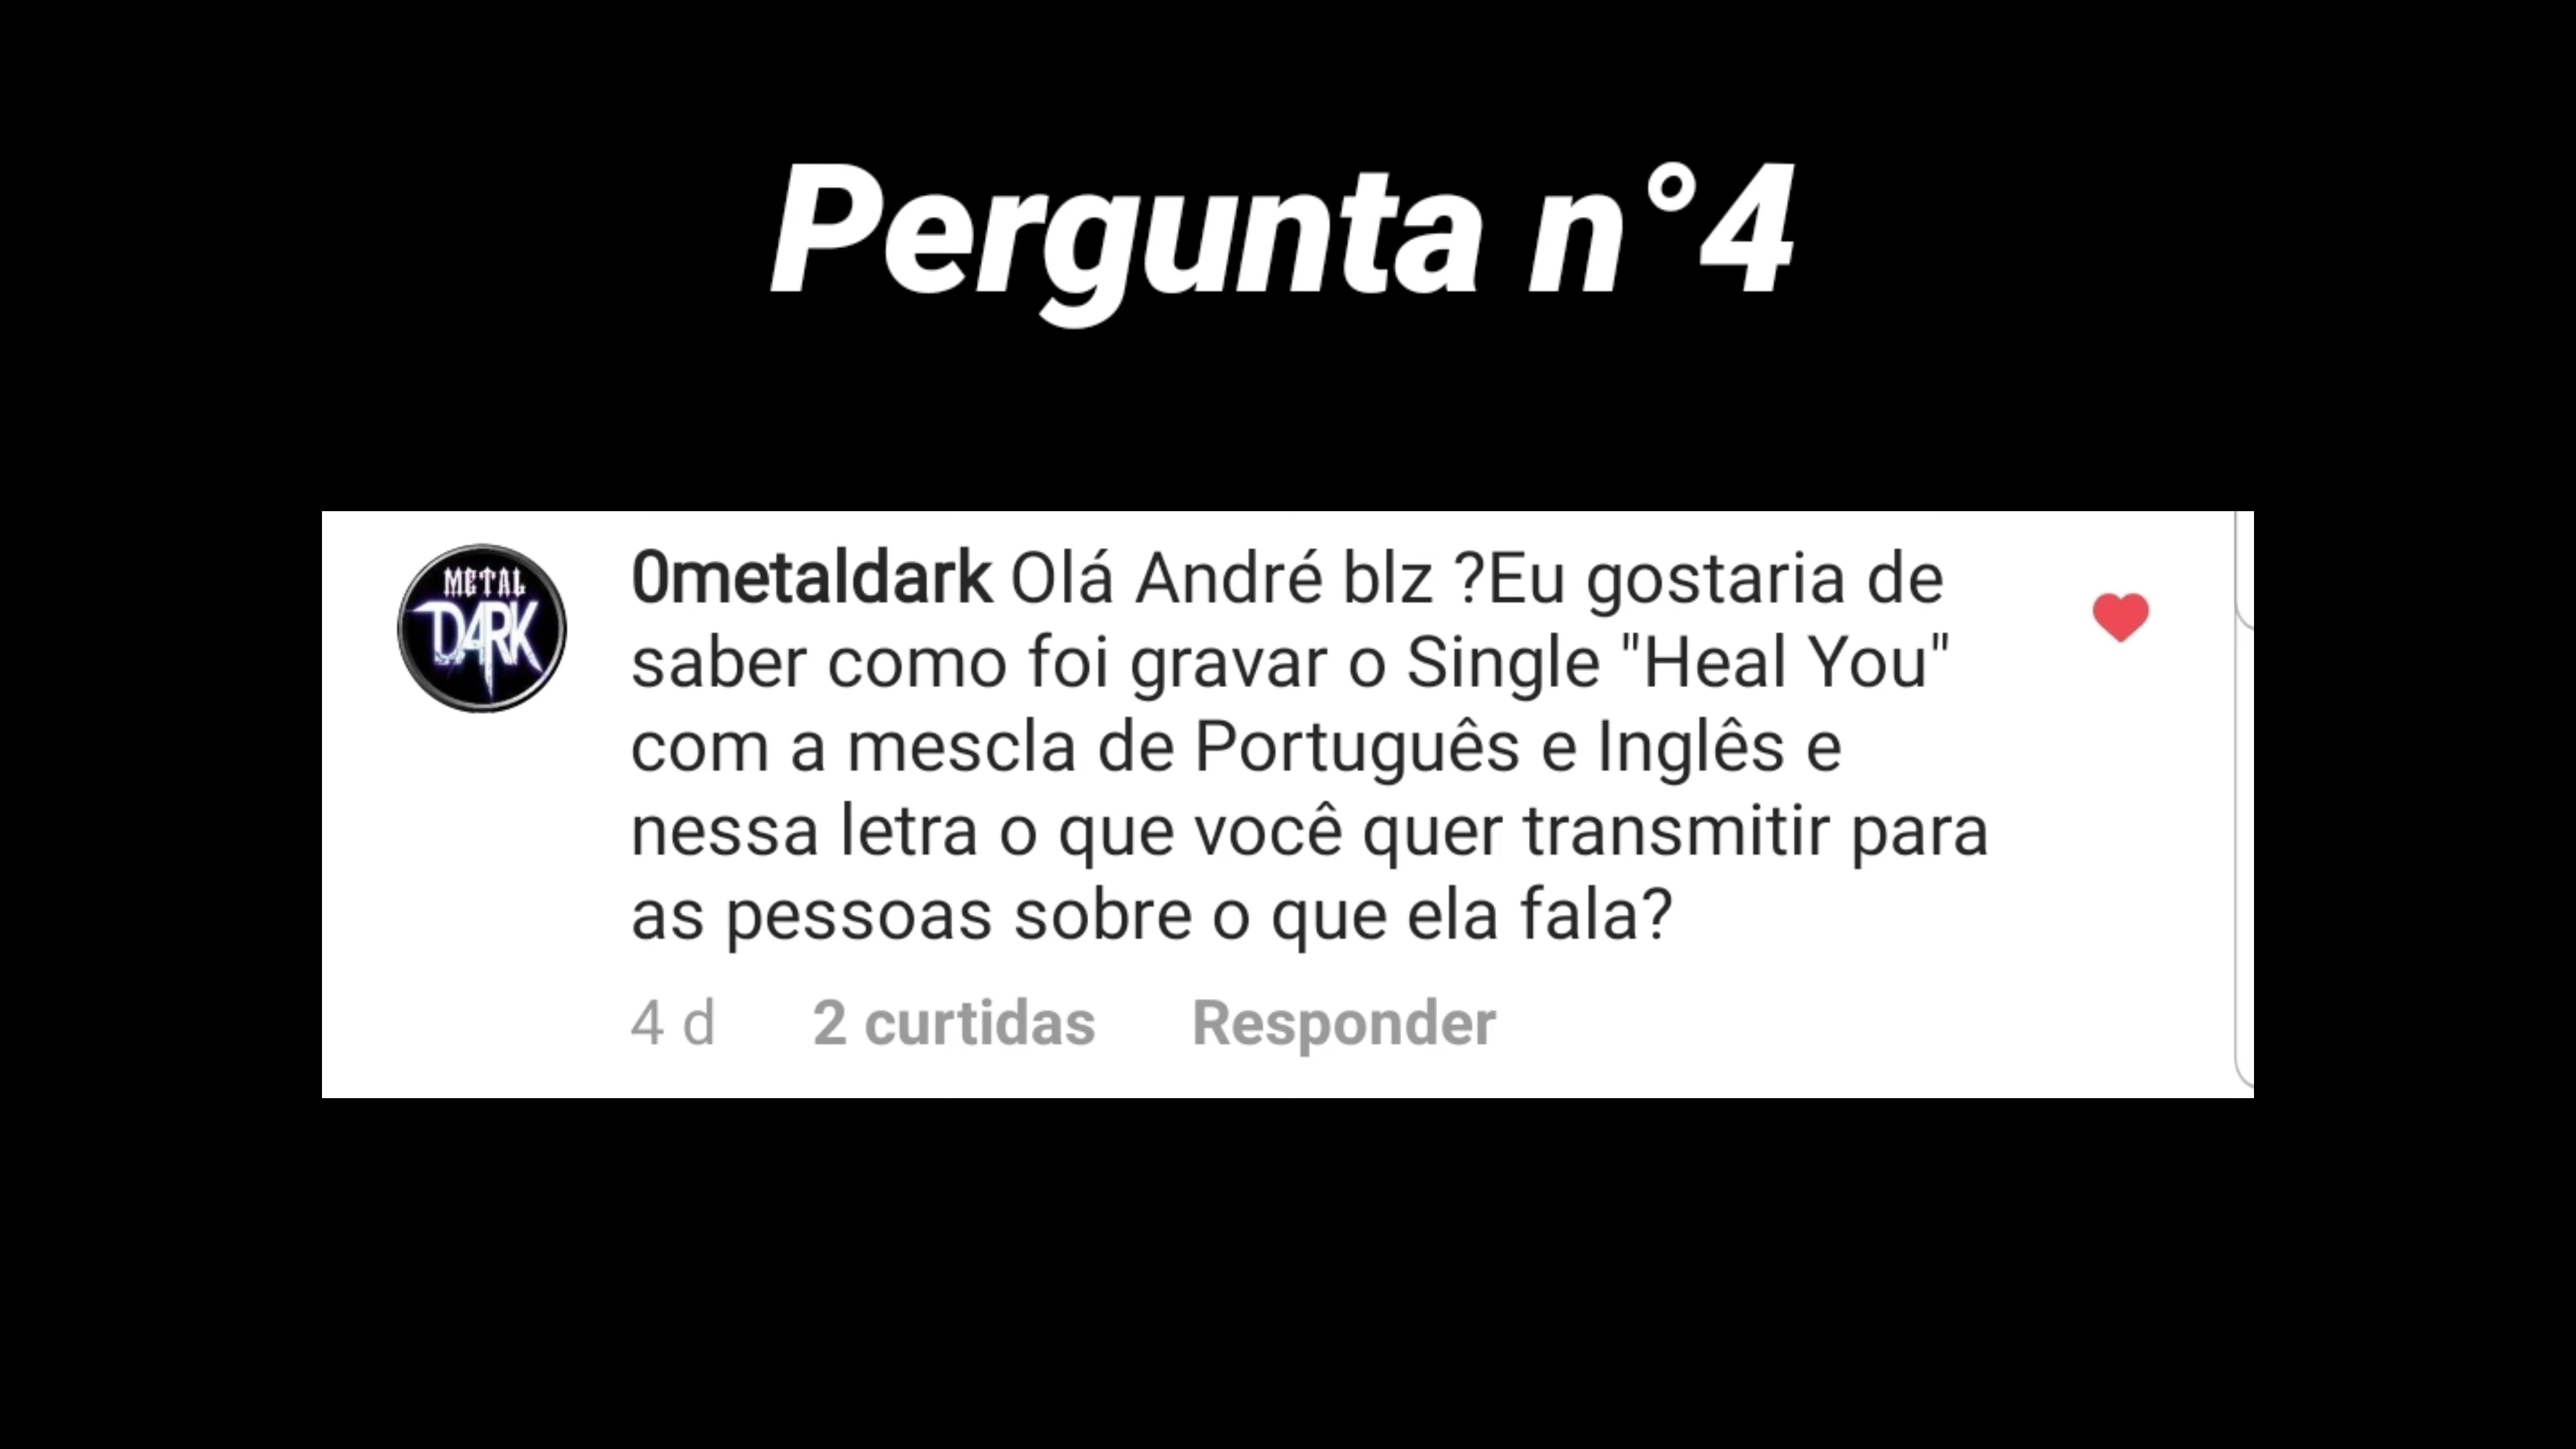 Pergunta n°4
METAL
DARK
0metaldark Olá André blz ?Eu gostaria de
saber como foi gravar o Single "Heal You"
com a mescla de Português e Inglês e
nessa letra o que você quer transmitir para
as pessoas sobre o que ela fala?
4 d 2 curtidas Responder